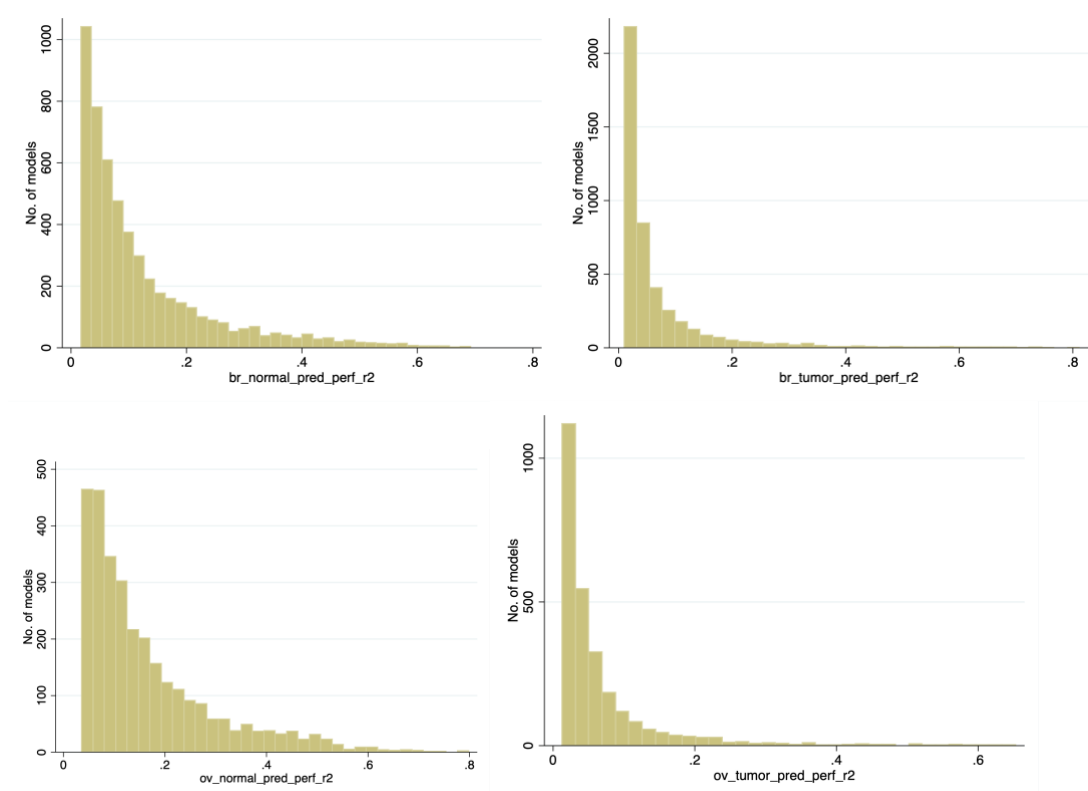 No. of models
1000
800
600
400
200
0
0 .2 .4 .6 .8
br_normal_pred_perf_r2
No. of models
2000
1500
1000
500
0
0 .2 .4 .6 .8
br_tumor_pred_perf_r2
No. of models
500
400
300
200
100
0
0 .2 .4 .6 .8
ov_normal_pred_perf_r2
No. of models
1000
500
0
0 .2 .4 .6
ov_tumor_pred_perf_r2